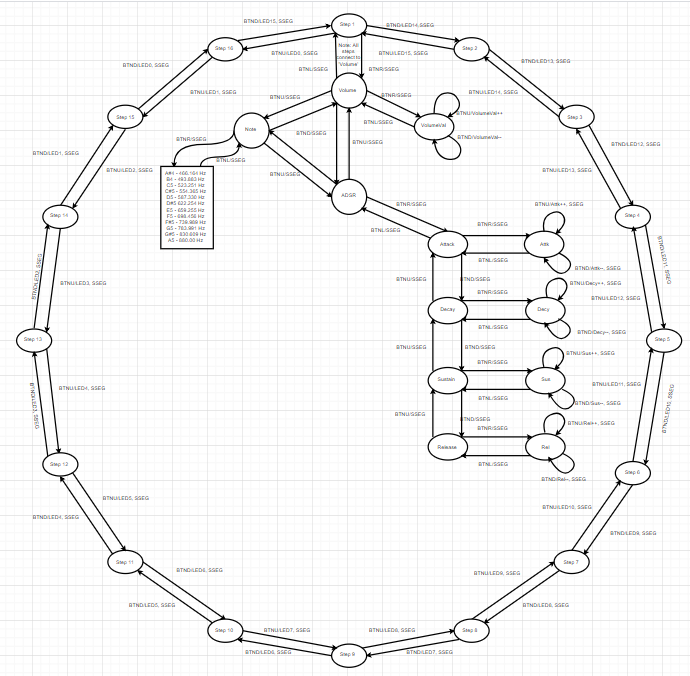 Step 1
BTND/LED15, SSEG
BTND/LED14, SSEG
Step 16
BTNU/LED0, SSEG
Note: All
steps
connect to
'Volume'
BTNU/LED15, SSEG
Step 2
BTND/LED0, SSEG
BTNL/SSEG
BTNR/SSEG
BTND/LED13, SSEG
BTNU/LED1, SSEG
Volume
BTNR/SSEG
BTNU/LED14, SSEG
BTNU/SSEG
BTNU/VolumeVal++
Step 15
Note
BTNL/SSEG
VolumeVal
Step 3
BTNR/SSEG
BTND/SSEG
BTNU/SSEG
BTND/VolumeVal--
BTND/LED1, SSEG
BTND/LED12, SSEG
BTNL/SSEG
BTNU/LED2, SSEG
BTNU/LED13, SSEG
A#4 - 466.164 Hz
B4 - 493.883 Hz
C5 - 523.251 Hz
C#5 - 554.365 Hz
D5 - 587.330 Hz
D#5 622.254 Hz
E5 - 659.255 Hz
F5 - 698.456 Hz
F#5 - 739.989 Hz
G5 - 783.991 Hz
G#5 - 830.609 Hz
A5 - 880.00 Hz
BTNU/SSEG
ADSR
BTNR/SSEG
BTNU/Attk++, SSEG
Step 14
BTNL/SSEG
BTNR/SSEG
Step 4
Attack
Attk
BTND/LED2, SSEG
BTNL/SSEG
BTND/Attk--, SSEG
BTND/LED11, SSEG
BTNU/LED3, SSEG
BTNU/SSEG
BTND/SSEG
BTNU/Decy++, SSEG
BTNR/SSEG
BTNU/LED12, SSEG
Decay
Decy
BTNL/SSEG
BTND/Decy--, SSEG
Step 13
BTNU/SSEG
BTND/SSEG
BTNU/Sus++, SSEG
Step 5
BTNR/SSEG
Sustain
Sus
BTNU/LED11, SSEG
BTND/LED3, SSEG
BTNU/LED4, SSEG
BTNL/SSEG
BTND/Sus--, SSEG
BTND/LED10, SSEG
BTNU/SSEG
BTND/SSEG
BTNU/Rel++, SSEG
BTNR/SSEG
Release
Rel
BTNL/SSEG
Step 12
BTND/Rel--, SSEG
Step 6
BTNU/LED5, SSEG
BTNU/LED10, SSEG
BTND/LED4, SSEG
BTND/LED9, SSEG
Step 11
Step 7
BTND/LED6, SSEG
BTNU/LED9, SSEG
BTND/LED5, SSEG
BTND/LED8, SSEG
Step 10
BTNU/LED7, SSEG
BTNU/LED8, SSEG
Step 8
BTND/LED6, SSEG
Step 9
BTND/LED7, SSEG